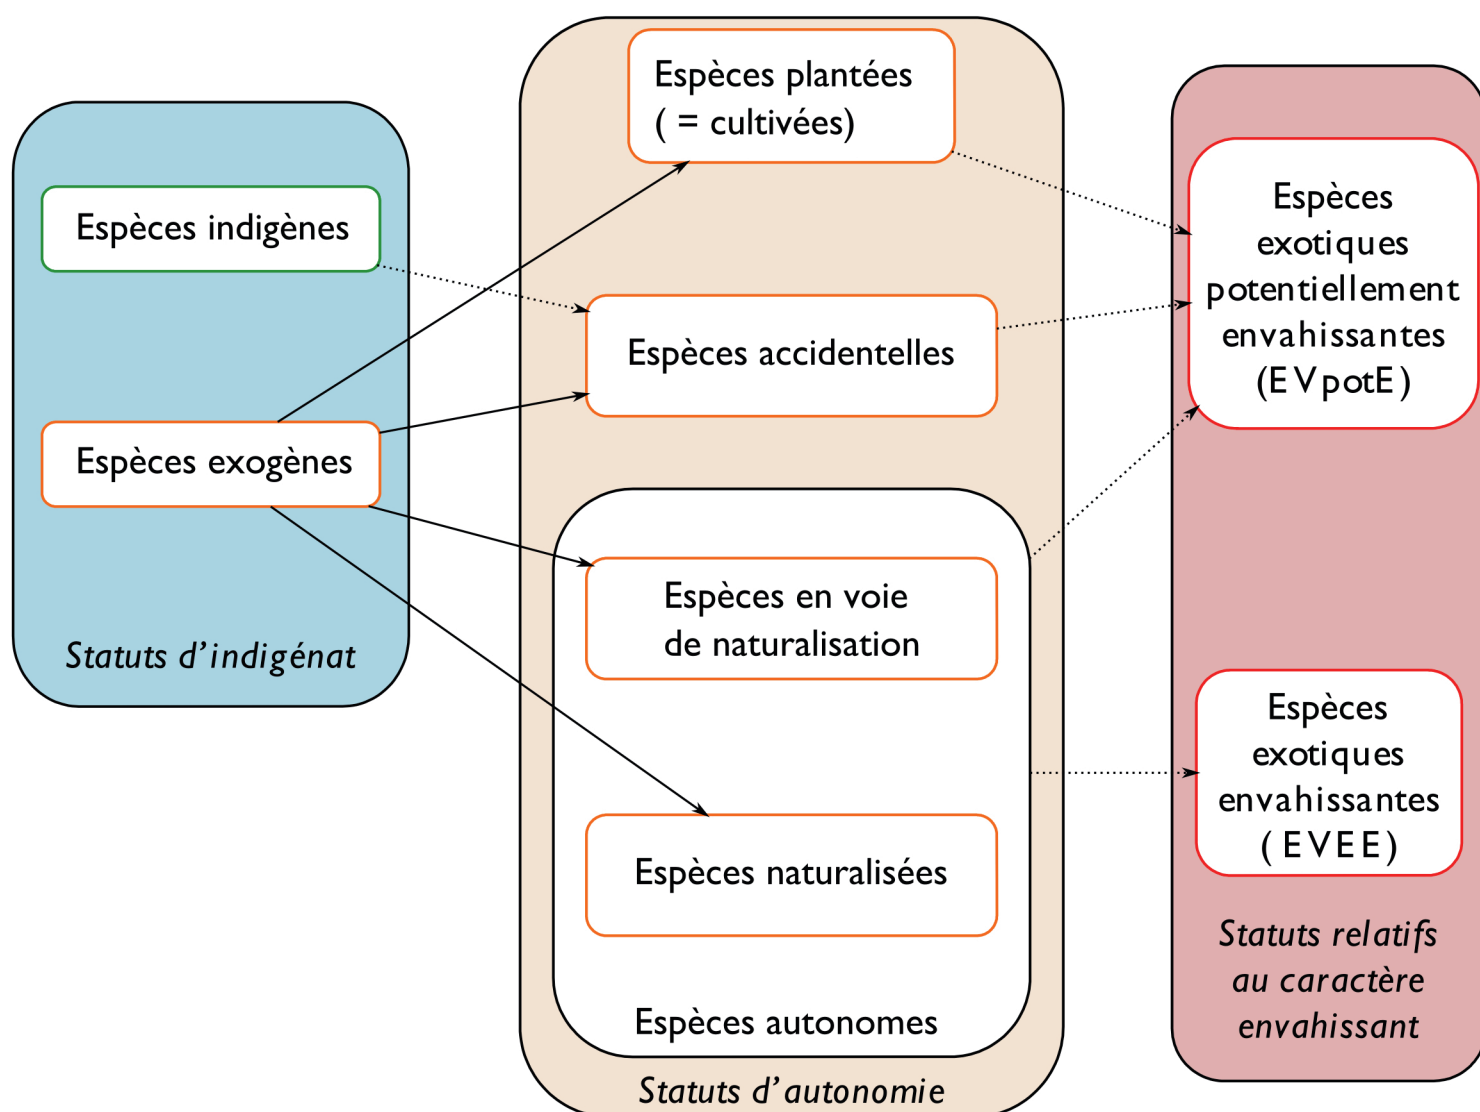 Espèces indigènes
Espèces exogènes
Statuts d’indigénat
Espèces plantées
( = cultivées)
Espèces accidentelles
Espèces en voie
de naturalisation
Espèces naturalisées
Espèces autonomes
Statuts d’autonomie
Espèces
exotiques
potentiellement
envahissantes
(EVpotE)
Espèces
exotiques
envahissantes
( EVEE)
Statuts relatifs
au caractère
envahissant